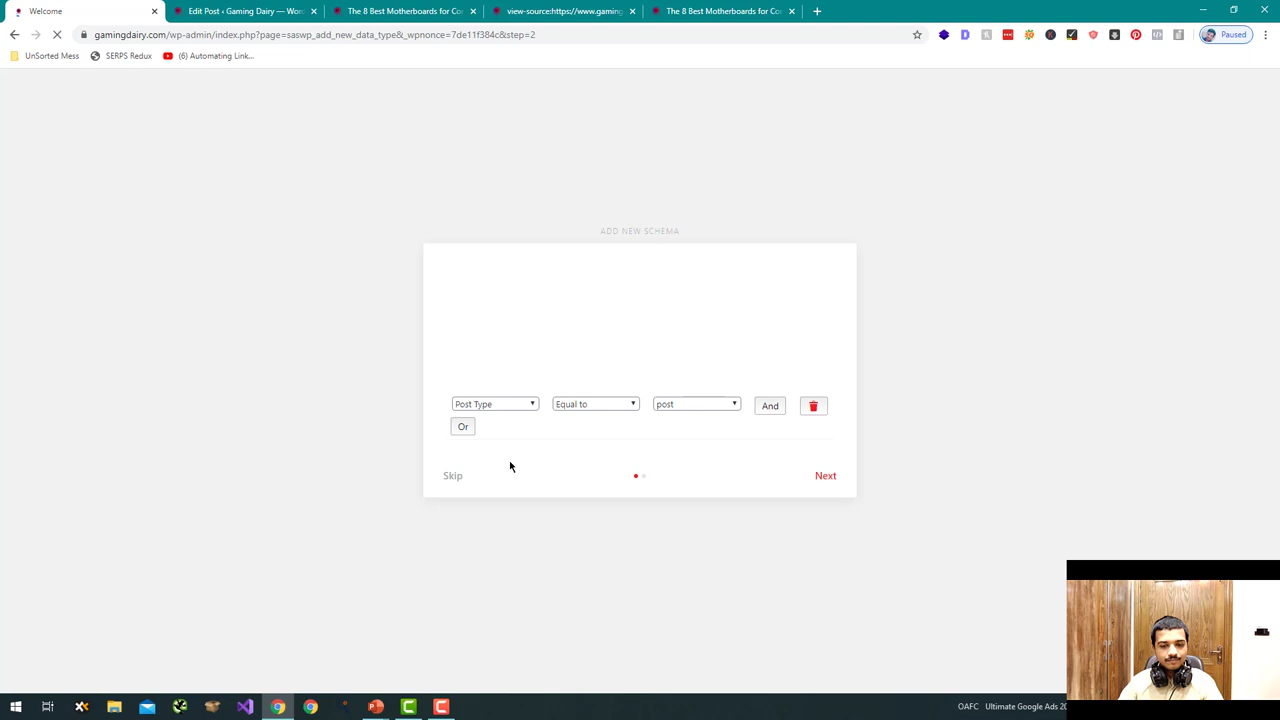 Welcome
Edit Post ‹ Gaming Dairy — Wor
The 8 Best Motherboards for Co
view-source:https://www.gaming
The 8 Best Motherboards for Co
gamingdairy.com/wp-admin/index.php?page=saswp_add_new_data_type&_wpnonce=7de11f384c&step=2
Paused
UnSorted Mess
SERPS Redux
(6) Automating Link...
ADD NEW SCHEMA
Post Type
Equal to
post
And
Or
Skip
Next
OAFC
Ultimate Google Ads 20